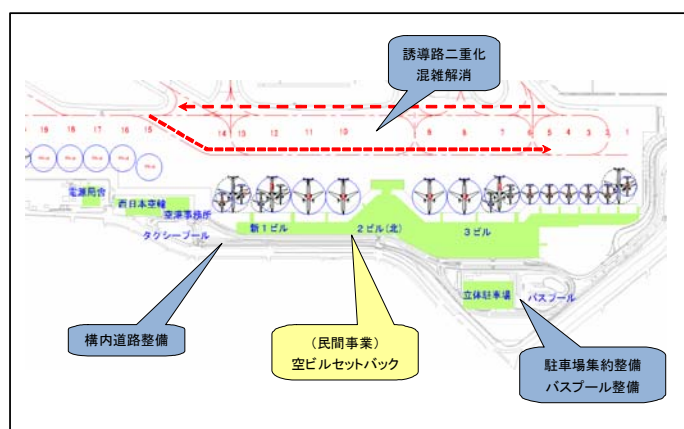 誘導路二重化
混雑解消
19 18 17 16 15 14 13 12 11 10 9 8 7 6 5 4 3 2 1
電源局舎
西日本空輸
空港事務所
タクシープール
新1ビル
2ビル(北)
3ビル
立体駐車場
バスプール
構内道路整備
(民間事業)
空ビルセットバック
駐車場集約整備
バスプール整備